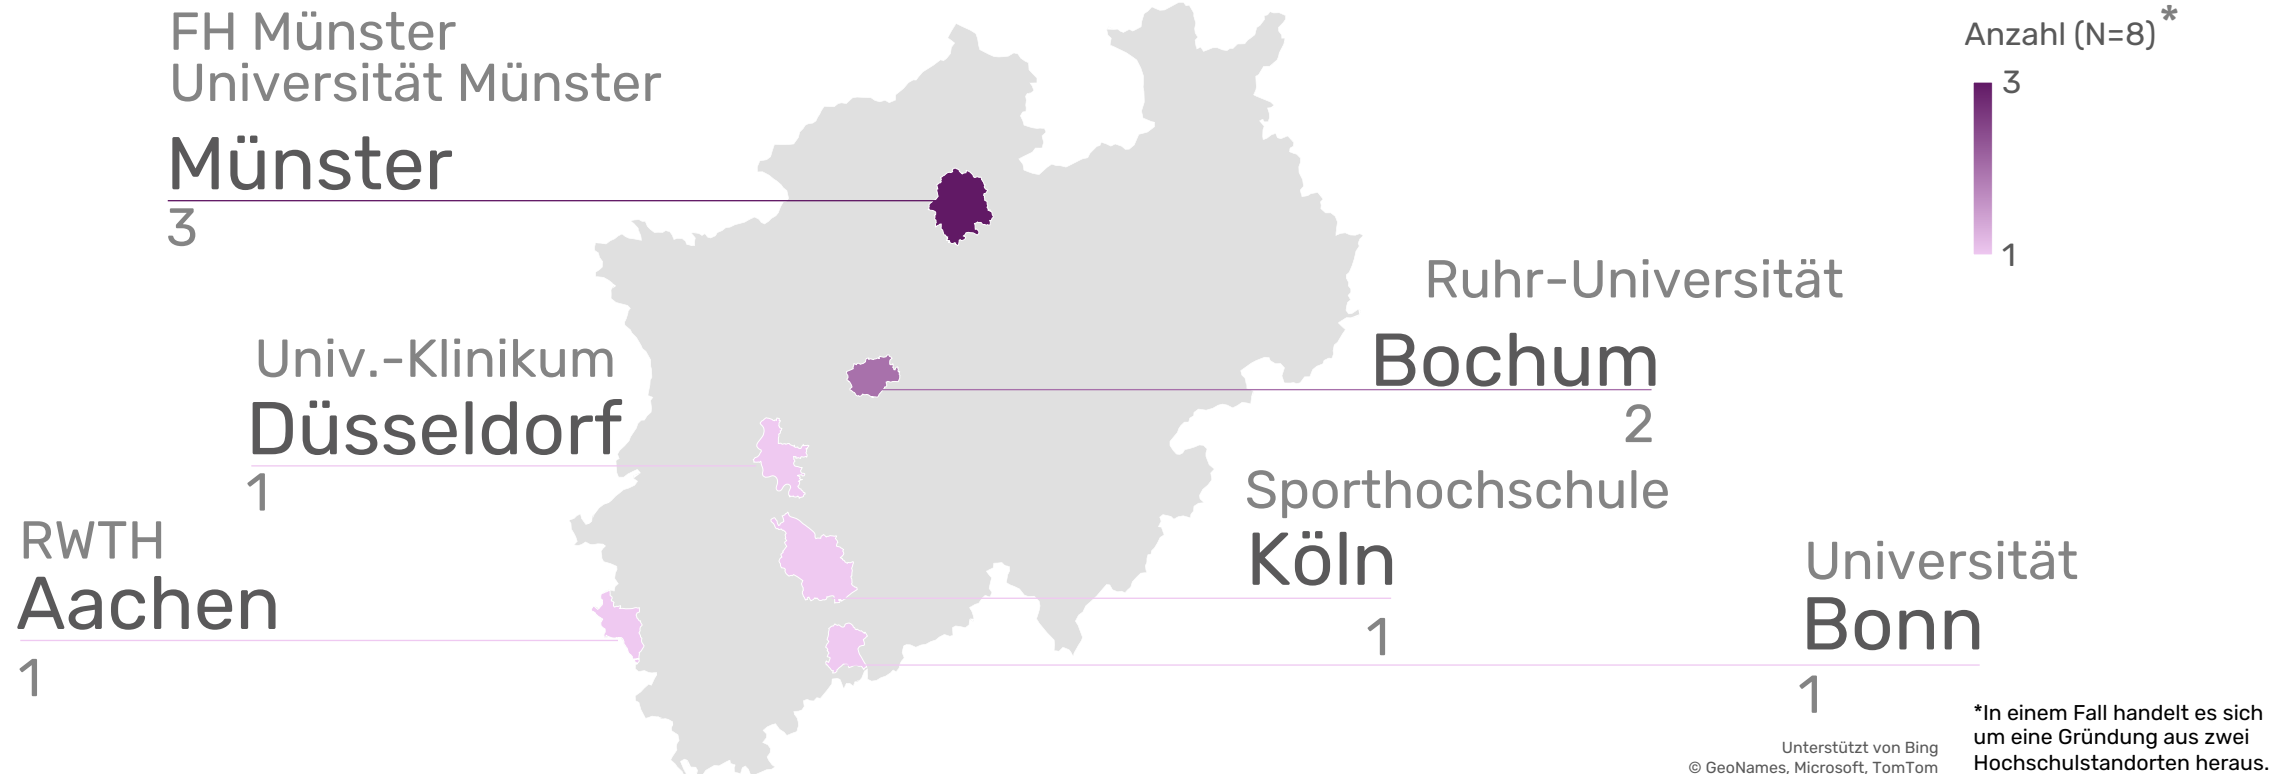 FH Münster
Universität Münster
Münster
3
Anzahl (N=8)*
3
1
Ruhr-Universität
Bochum
2
Univ.-Klinikum
Düsseldorf
1
Sporthochschule
Köln
1
RWTH
Aachen
1
Universität
Bonn
1
*In einem Fall handelt es sich
um eine Gründung aus zwei
Hochschulstandorten heraus.
Unterstützt von Bing
© GeoNames, Microsoft, TomTom